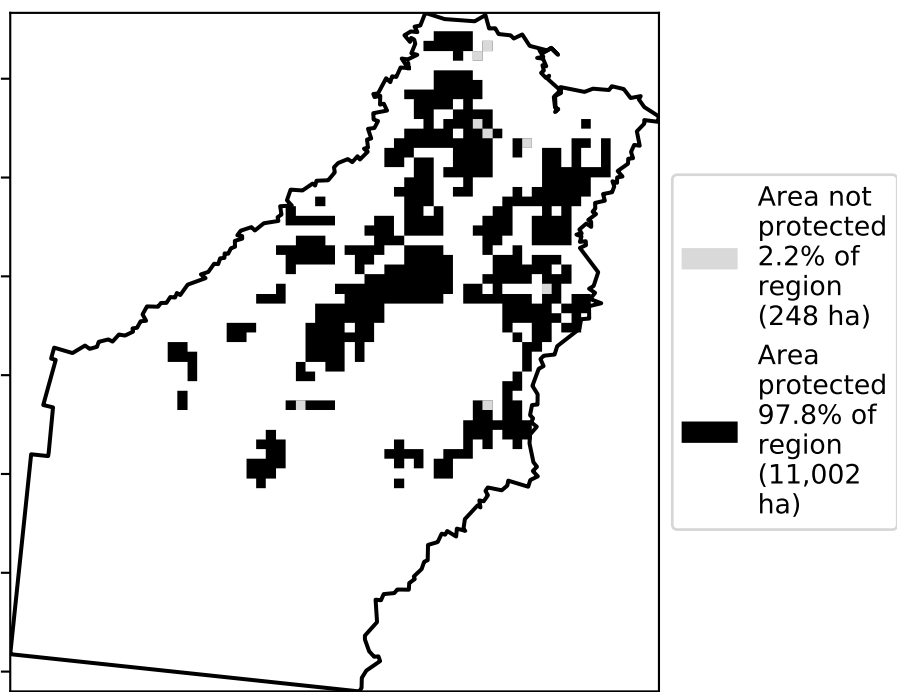 Area not
protected
2.2% of
region
(248 ha)
Area
protected
97.8% of
region
(11,002
ha)